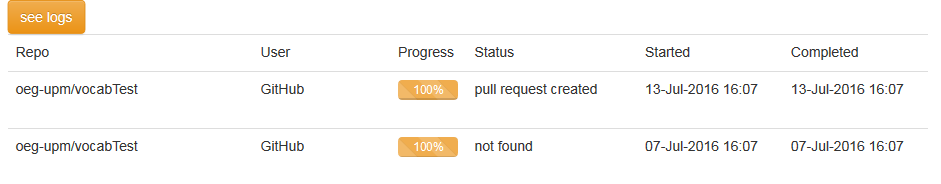 see logs
Repo User Progress Status Started Completed
oeg-upm/vocabTest GitHub 100% pull request created 13-Jul-2016 16:07 13-Jul-2016 16:07
oeg-upm/vocabTest GitHub 100% not found 07-Jul-2016 16:07 07-Jul-2016 16:07